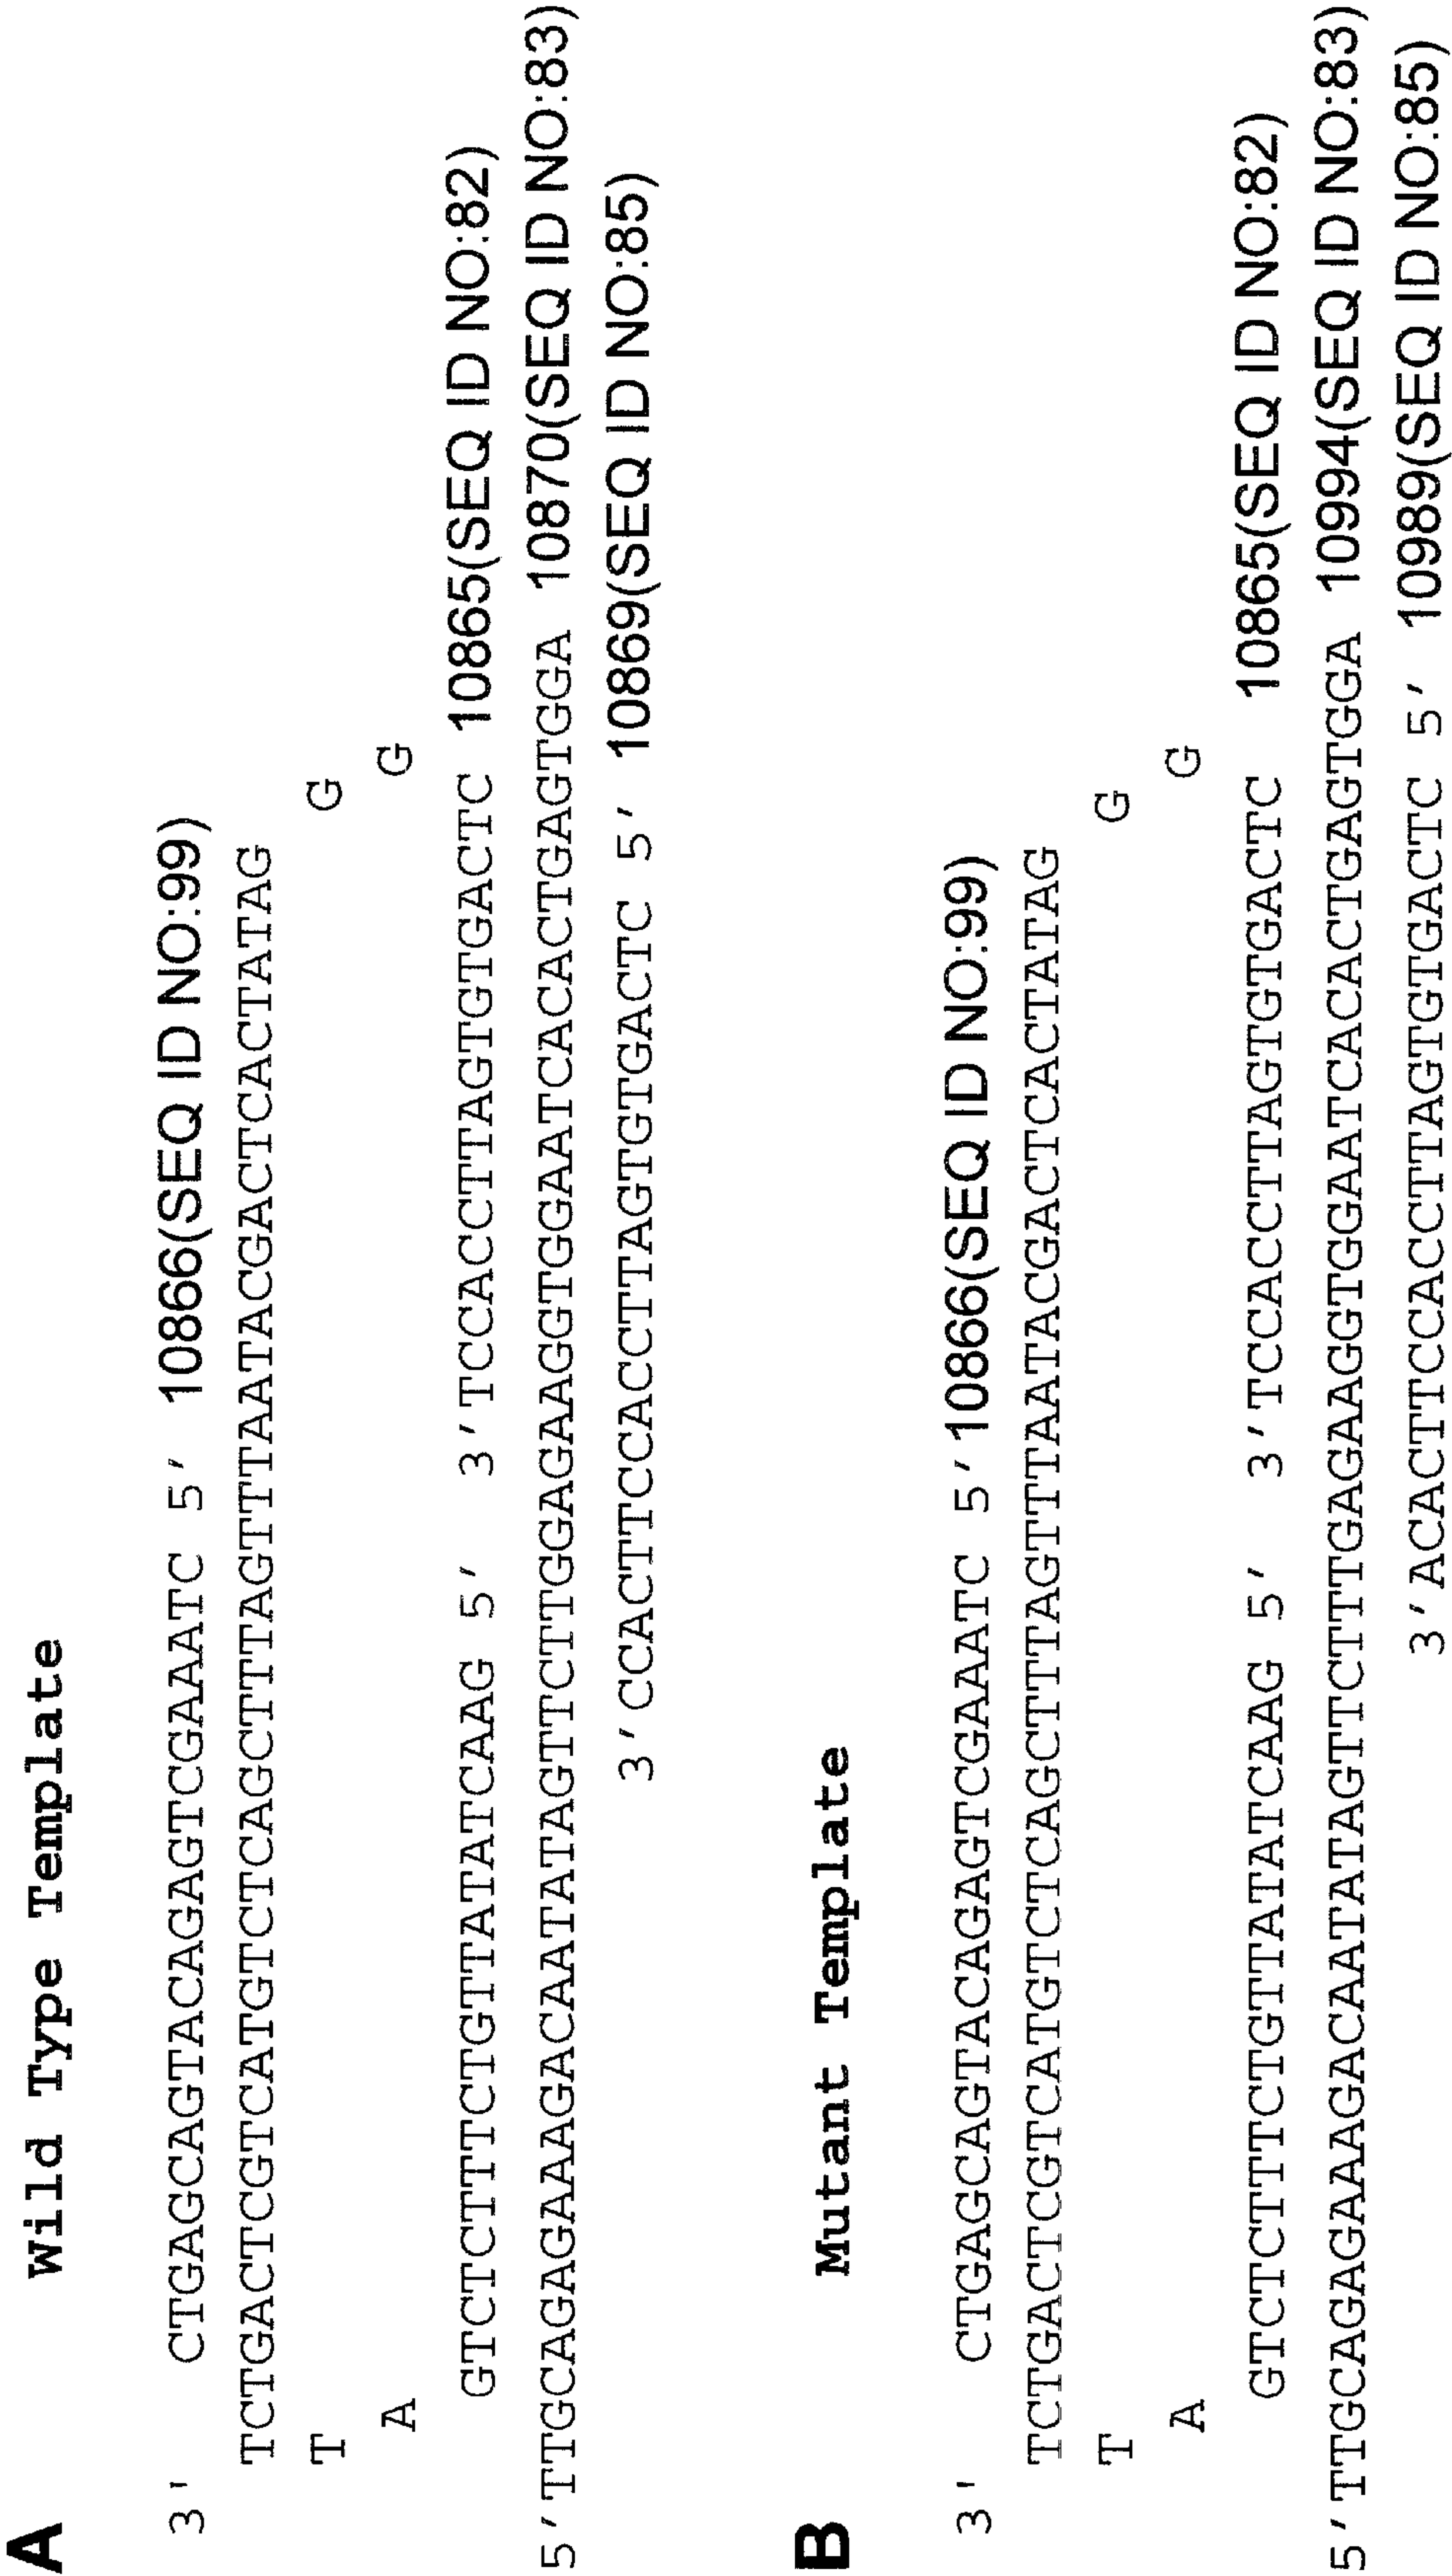 A Wild Type Template
3' CTGAGCAGTACAGAGTCGAAATC 5' 10866(SEQ ID NO:99)
TCTGACTCGTCATGTCTCAGCTTTAGTTTAATACGACTCACTATAG
T G
A G
GTCTCTTTCTGTTATATCAAG 5' 3'TCCACCTTAGTGTGACTC 10865(SEQ ID NO:82)
5'TTGCAGAGAAAGACAATATAGTTCTTGGAGAAGGTGGAATCACACTGAGTGGA 10870(SEQ ID NO:83)
3'CCACTTCCACCTTAGTGTGACTC 5' 10869(SEQ ID NO:85)
B Mutant Template
3' CTGAGCAGTACAGAGTCGAAATC 5'10866(SEQ ID NO:99)
TCTGACTCGTCATGTCTCAGCTTTAGTTTAATACGACTCACTATAG
T G
A G
GTCTCTTTCTGTTATATCAAG 5' 3'TCCACCTTAGTGTGACTC 10865(SEQ ID NO:82)
5'TTGCAGAGAAAGACAATATAGTTCTTTGAGAAGGTGGAATCACACTGAGTGGA 10994(SEQ ID NO:83)
3'ACACTTCCACCTTAGTGTGACTC 5' 10989(SEQ ID NO:85)